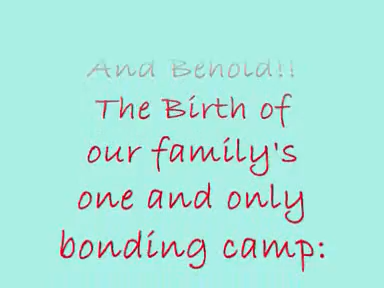 And Behold!!
The Birth of
our family's
one and only
bonding camp: